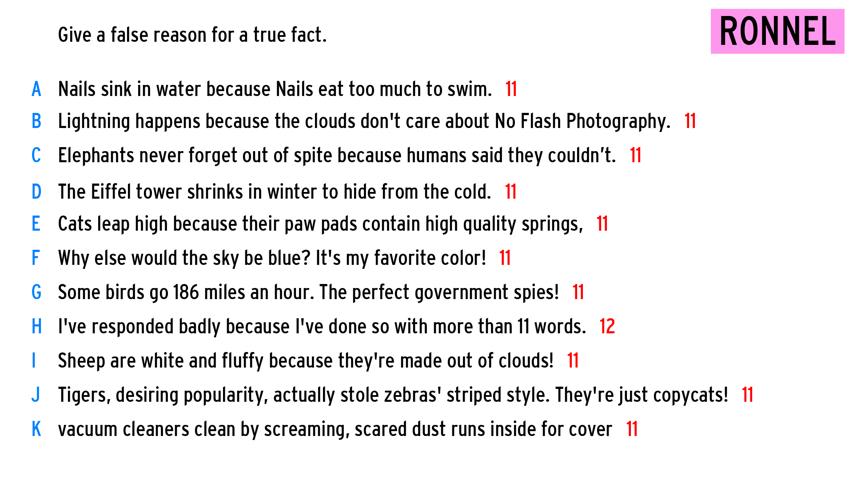 Give a false reason for a true fact.
RONNEL
A Nails sink in water because Nails eat too much to swim. 11
B Lightning happens because the clouds don't care about No Flash Photography. 11
C Elephants never forget out of spite because humans said they couldn’t. 11
D The Eiffel tower shrinks in winter to hide from the cold. 11
E Cats leap high because their paw pads contain high quality springs, 11
F Why else would the sky be blue? It's my favorite color! 11
G Some birds go 186 miles an hour. The perfect government spies! 11
H I've responded badly because I've done so with more than 11 words. 12
I Sheep are white and fluffy because they're made out of clouds! 11
J Tigers, desiring popularity, actually stole zebras' striped style. They're just copycats! 11
K vacuum cleaners clean by screaming, scared dust runs inside for cover 11